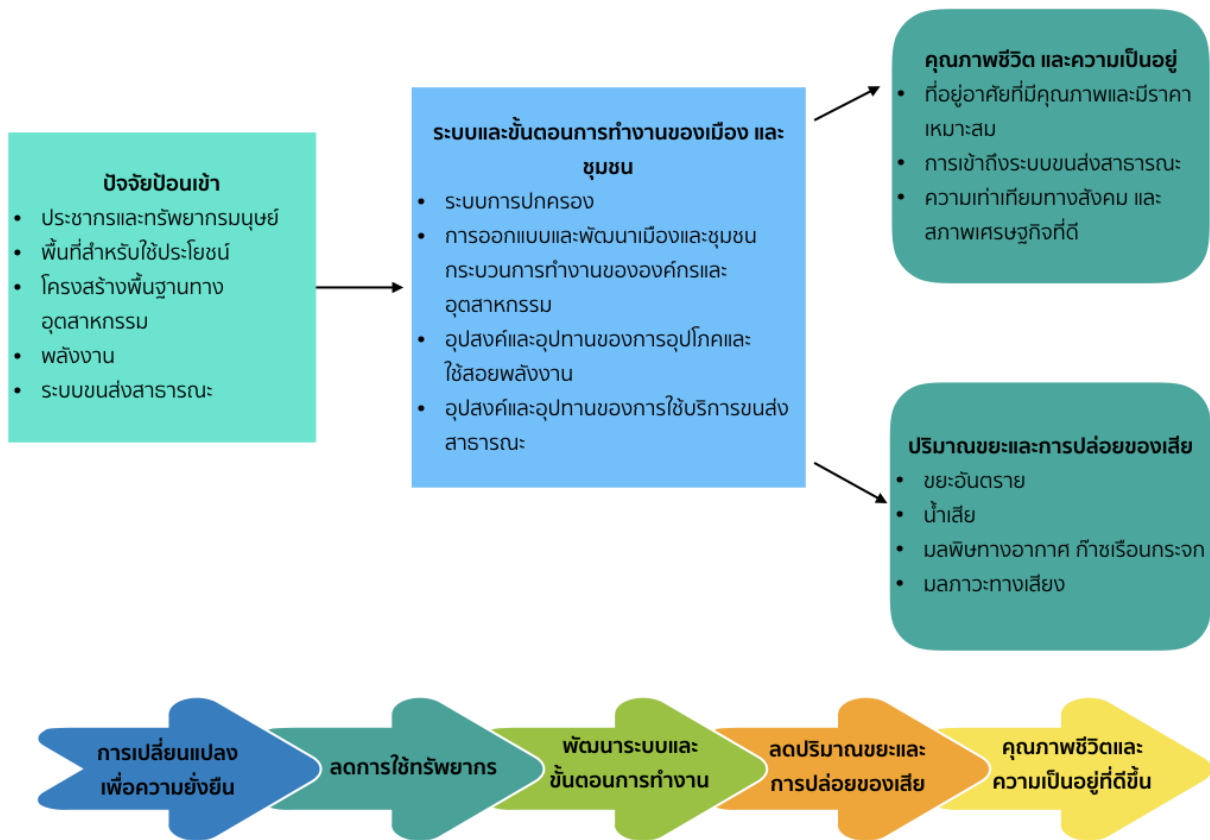 ปัจจัยป้อนเข้า
• ประชากรและทรัพยากรมนุษย์
• พื้นที่สำหรับใช้ประโยชน์
• โครงสร้างพื้นฐานทาง
อุตสาหกรรม
• พลังงาน
• ระบบขนส่งสาธารณะ
ระบบและขั้นตอนการทำงานของเมือง และ
ชุมชน
• ระบบการปกครอง
• การออกแบบและพัฒนาเมืองและชุมชน
กระบวนการทำงานขององค์กรและ
อุตสาหกรรม
• อุปสงค์และอุปทานของการอุปโภคและ
ใช้สอยพลังงาน
• อุปสงค์และอุปทานของการใช้บริการขนส่ง
สาธารณะ
คุณภาพชีวิต และความเป็นอยู่
• ที่อยู่อาศัยที่มีคุณภาพและมีราคา
เหมาะสม
• การเข้าถึงระบบขนส่งสาธารณะ
• ความเท่าเทียมทางสังคม และ
สภาพเศรษฐกิจที่ดี
ปริมาณขยะและการปล่อยของเสีย
• ขยะอันตราย
• น้ำเสีย
• มลพิษทางอากาศ ก๊าซเรือนกระจก
• มลภาวะทางเสียง
การเปลี่ยนแปลง
เพื่อความยั่งยืน
ลดการใช้ทรัพยากร
พัฒนาระบบและ
ขั้นตอนการทำงาน
ลดปริมาณขยะและ
การปล่อยของเสีย
คุณภาพชีวิตและ
ความเป็นอยู่ที่ดีขึ้น